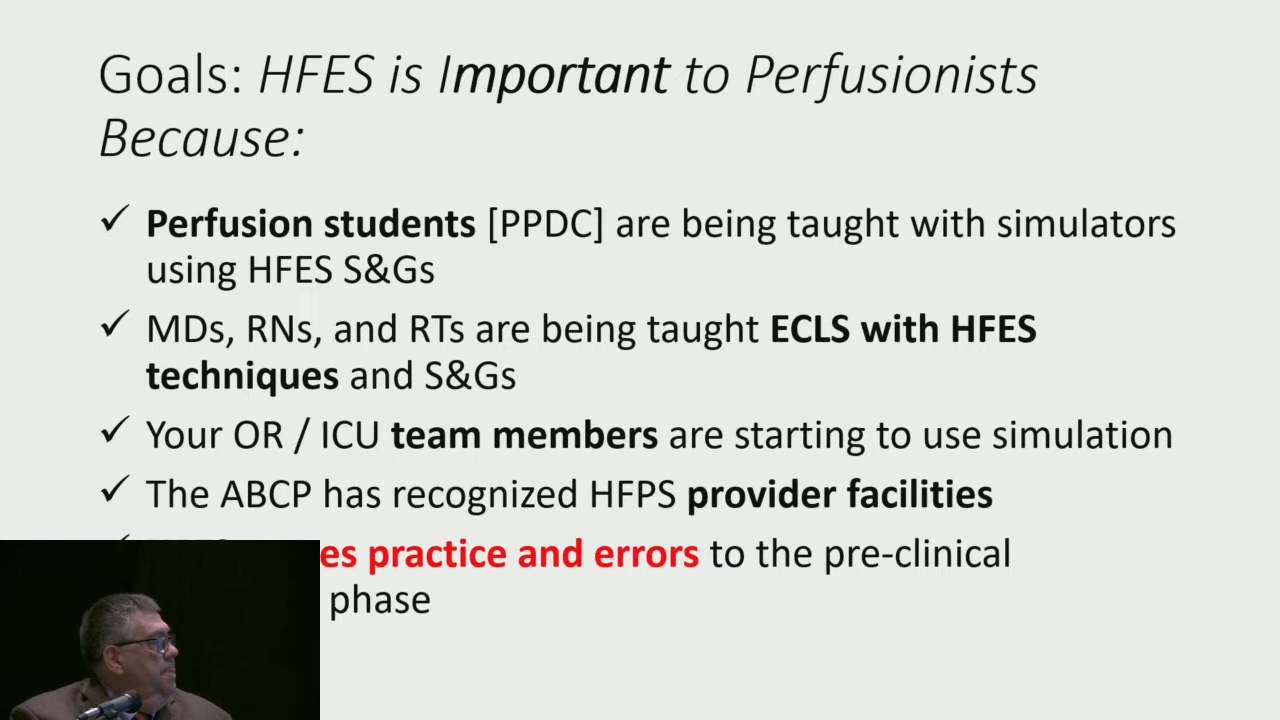 Goals: HFES is Important to Perfusionists
Because:
✓ Perfusion students [PPDC] are being taught with simulators
using HFES S&Gs
✓ MDs, RNs, and RTs are being taught ECLS with HFES
techniques and S&Gs
✓ Your OR / ICU team members are starting to use simulation
✓ The ABCP has recognized HFPS provider facilities
es practice and errors to the pre-clinical
phase